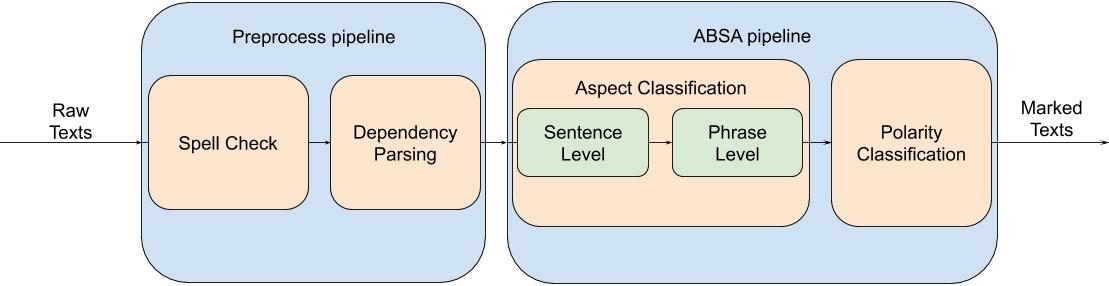 Raw
Texts
Preprocess pipeline
Spell Check
Dependency
Parsing
ABSA pipeline
Aspect Classification
Sentence
Level
Phrase
Level
Polarity
Classification
Marked
Texts